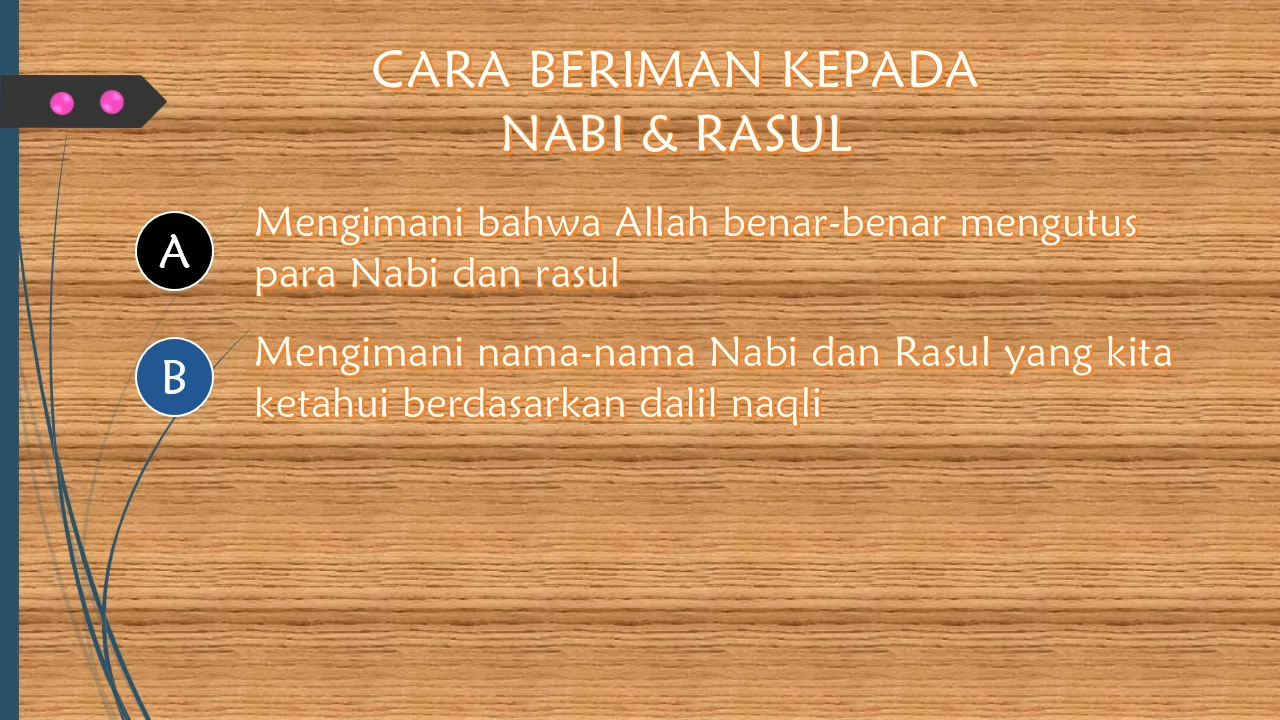 CARA BERIMAN KEPADA
NABI & RASUL
A
Mengimani bahwa Allah benar-benar mengutus
para Nabi dan rasul
B
Mengimani nama-nama Nabi dan Rasul yang kita
ketahui berdasarkan dalil naqli